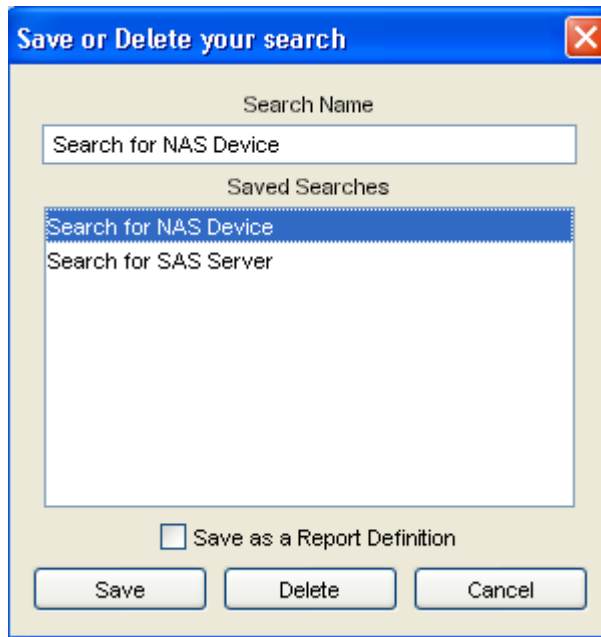 Save or Delete your search
Search Name
Search for NAS Device
Saved Searches
Search for NAS Device
Search for SAS Server
Save as a Report Definition
Save Delete Cancel